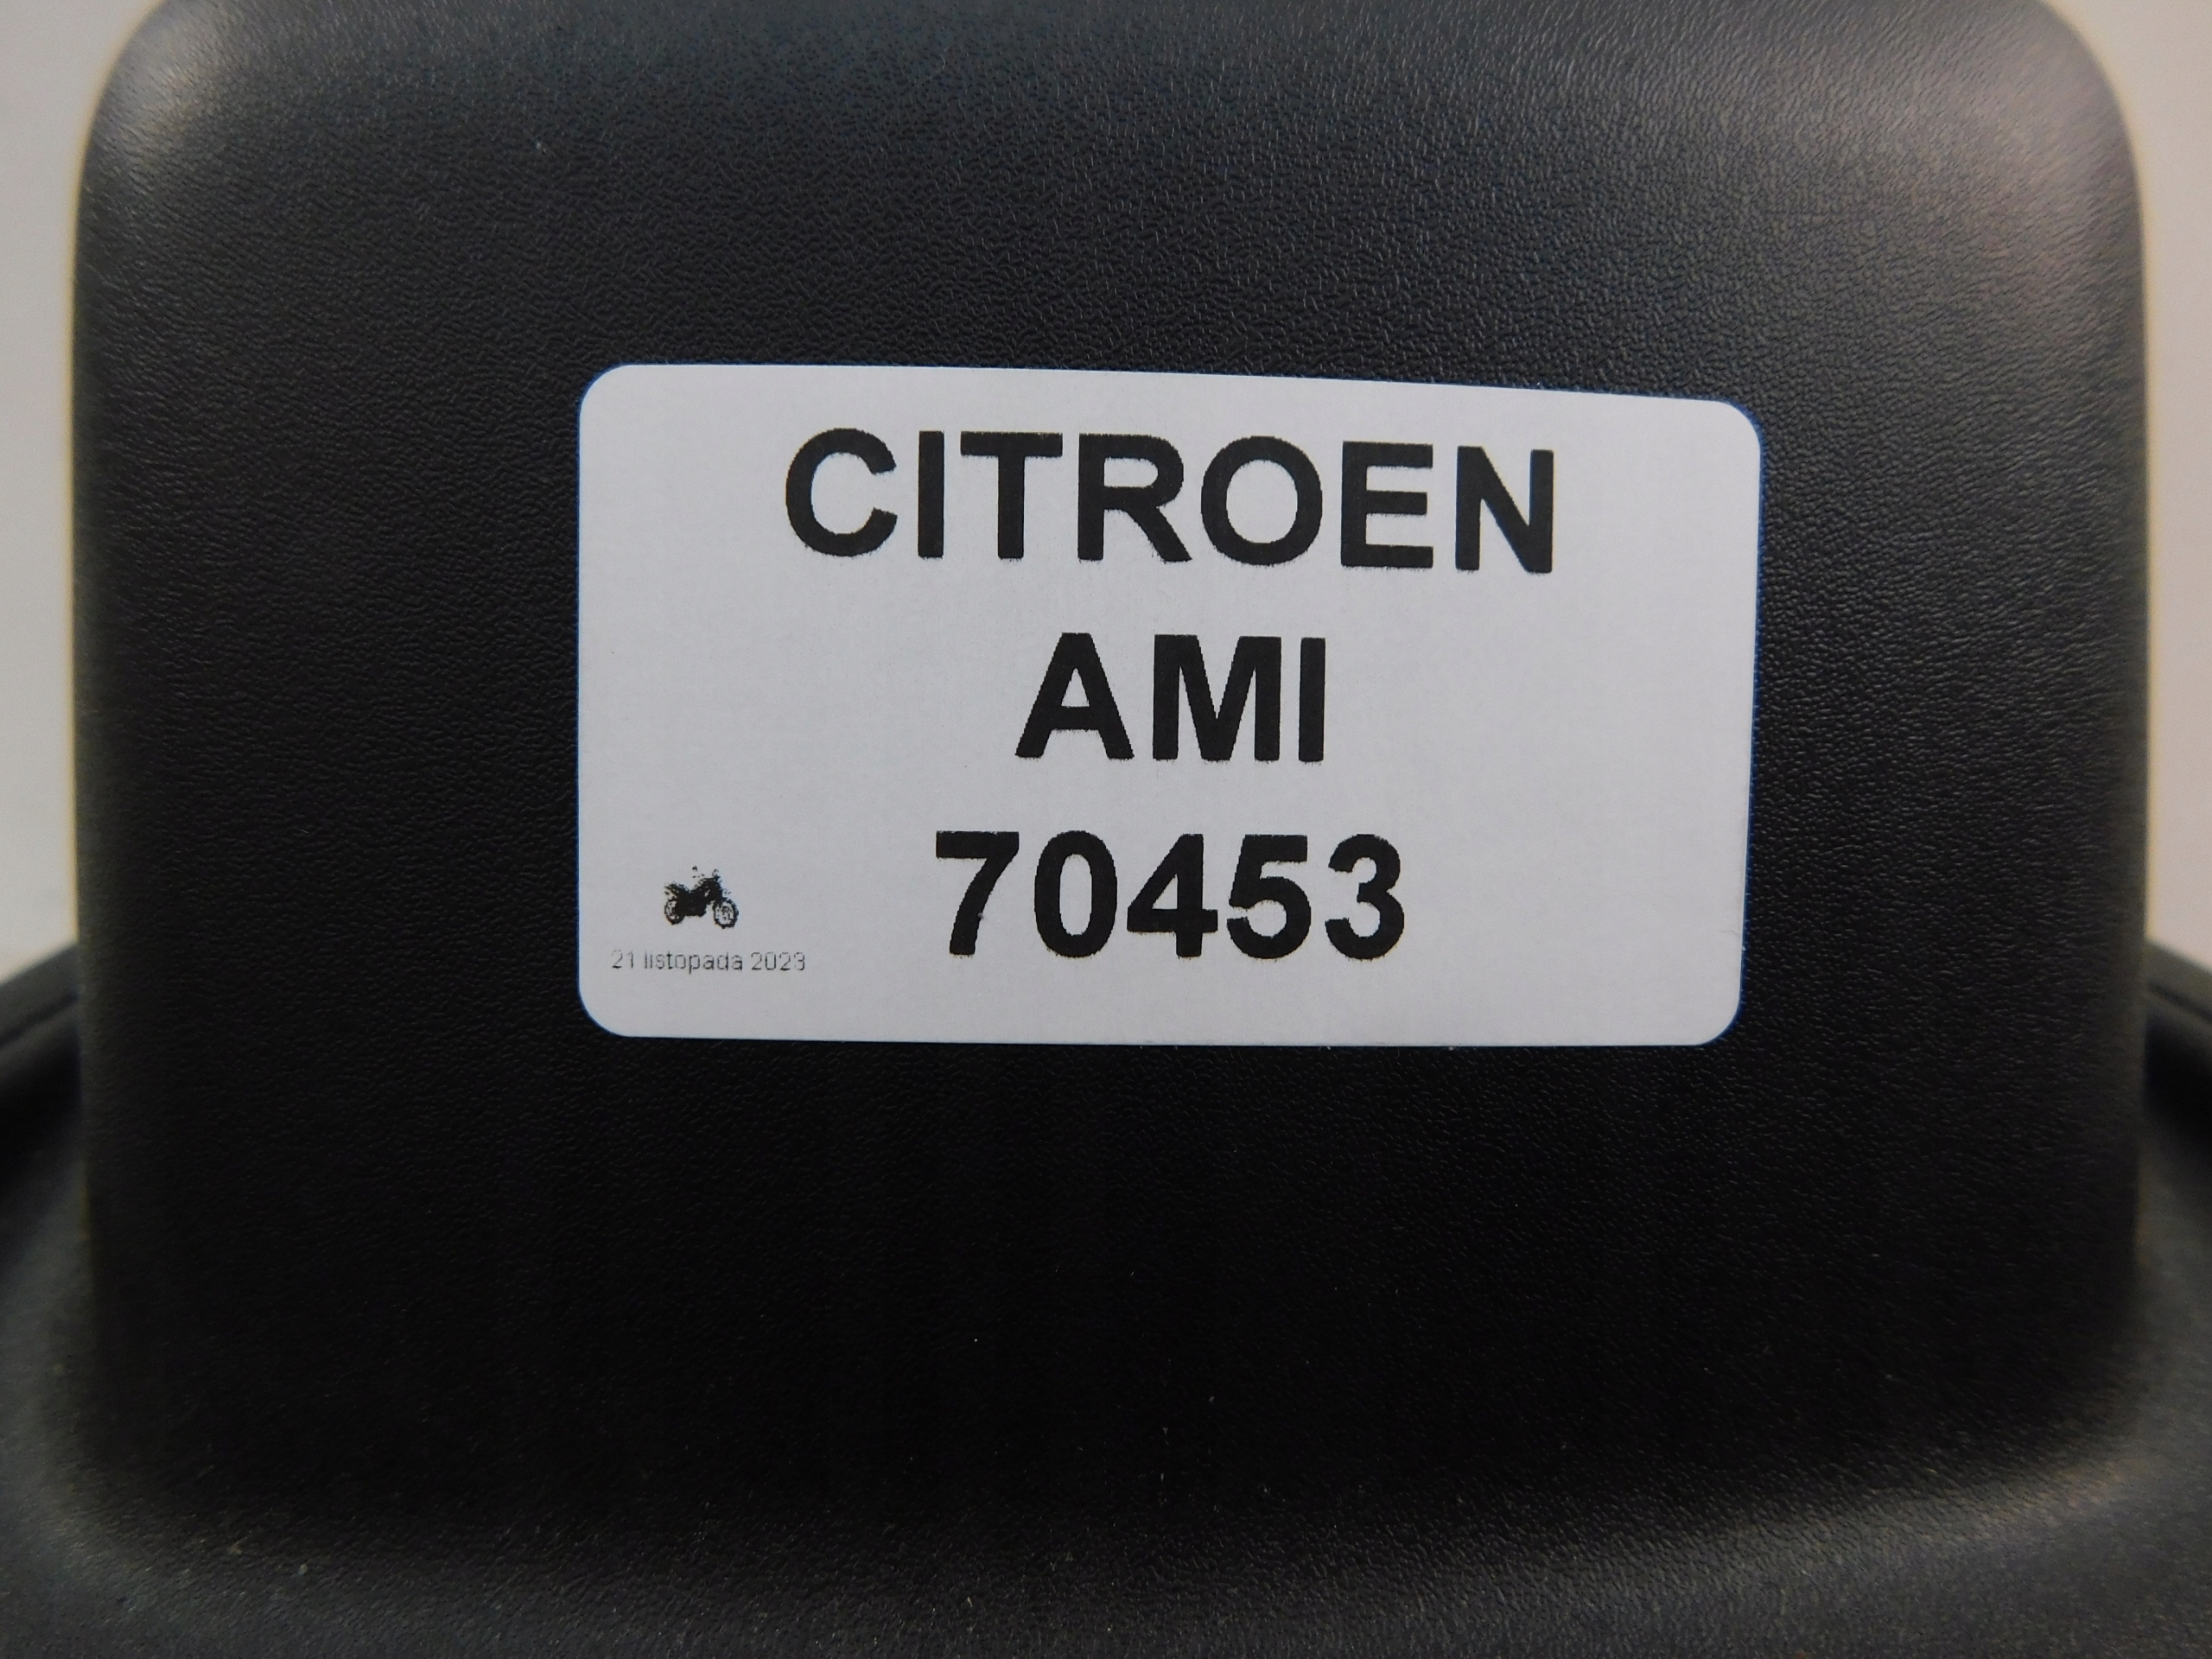 CITROEN
AMI
70453
21 listopada 2023